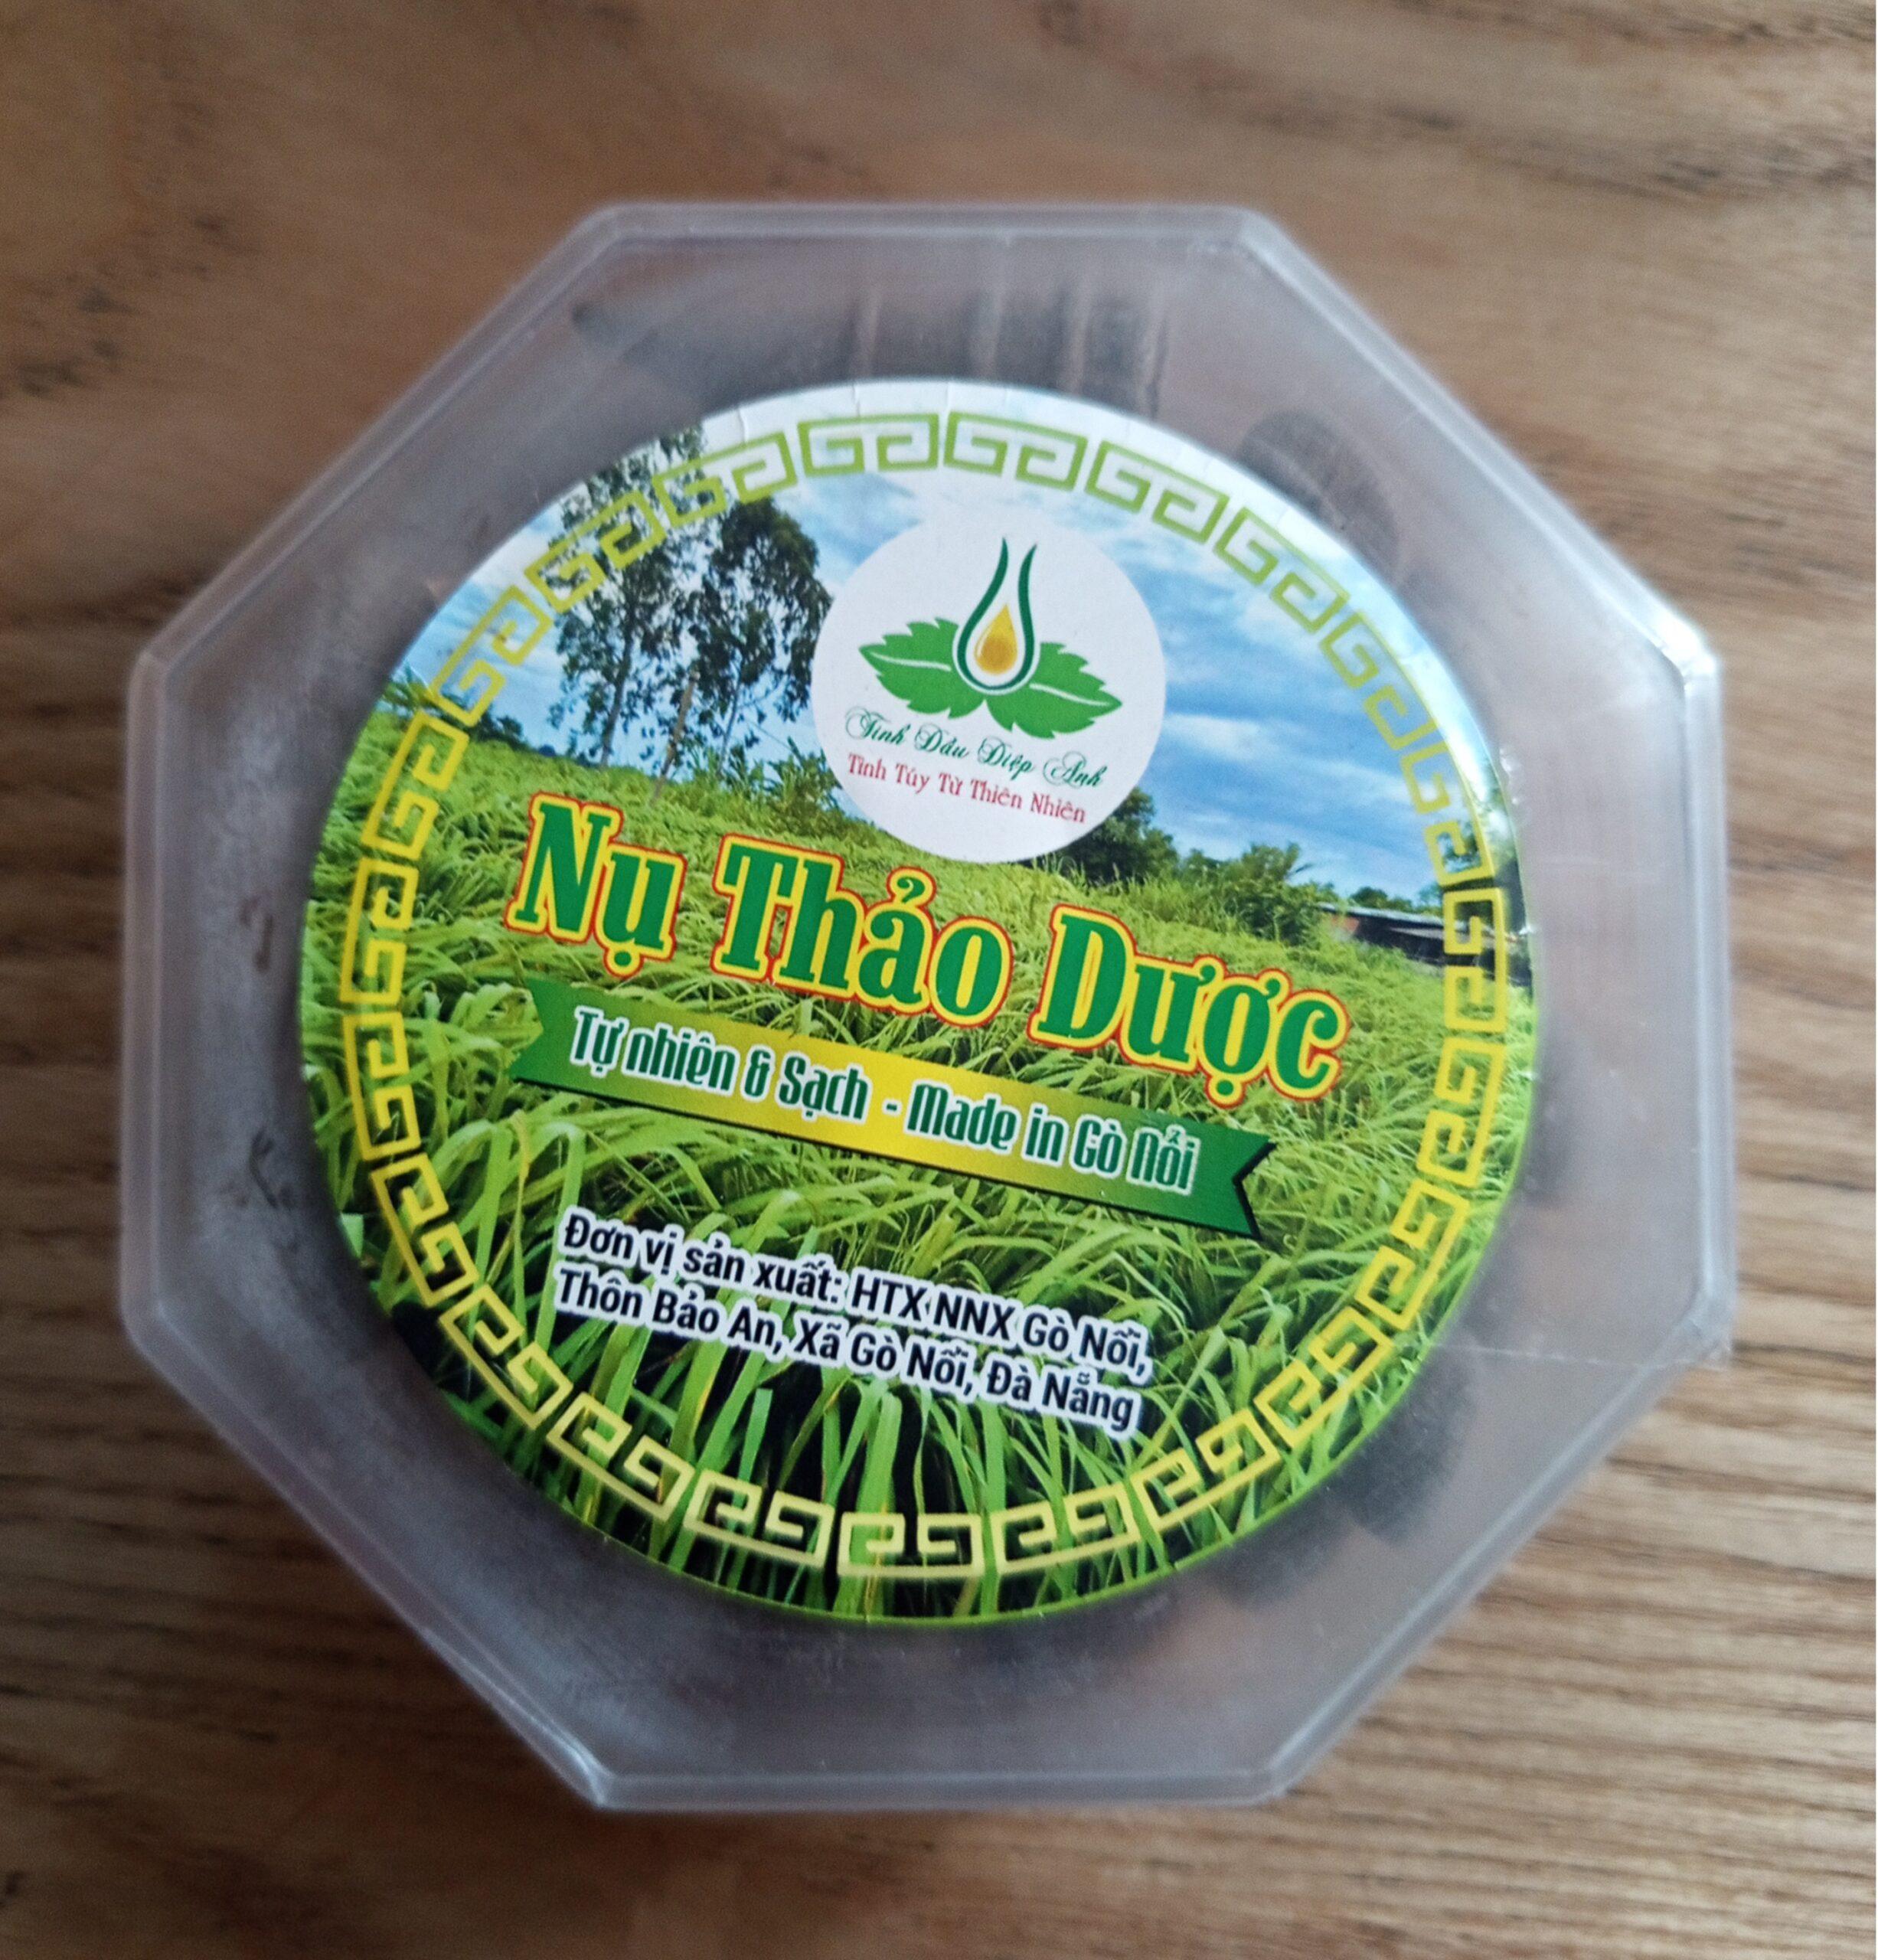 Tinh Dầu Diệp Anh
Tinh Túy Từ Thiên Nhiên
Nụ Thảo Dược
Tự nhiên & Sạch - Made in Gò Nổi
Đơn vị sản xuất: HTX NNX Gò Nổi,
Thôn Bảo An, Xã Gò Nổi, Đà Nẵng